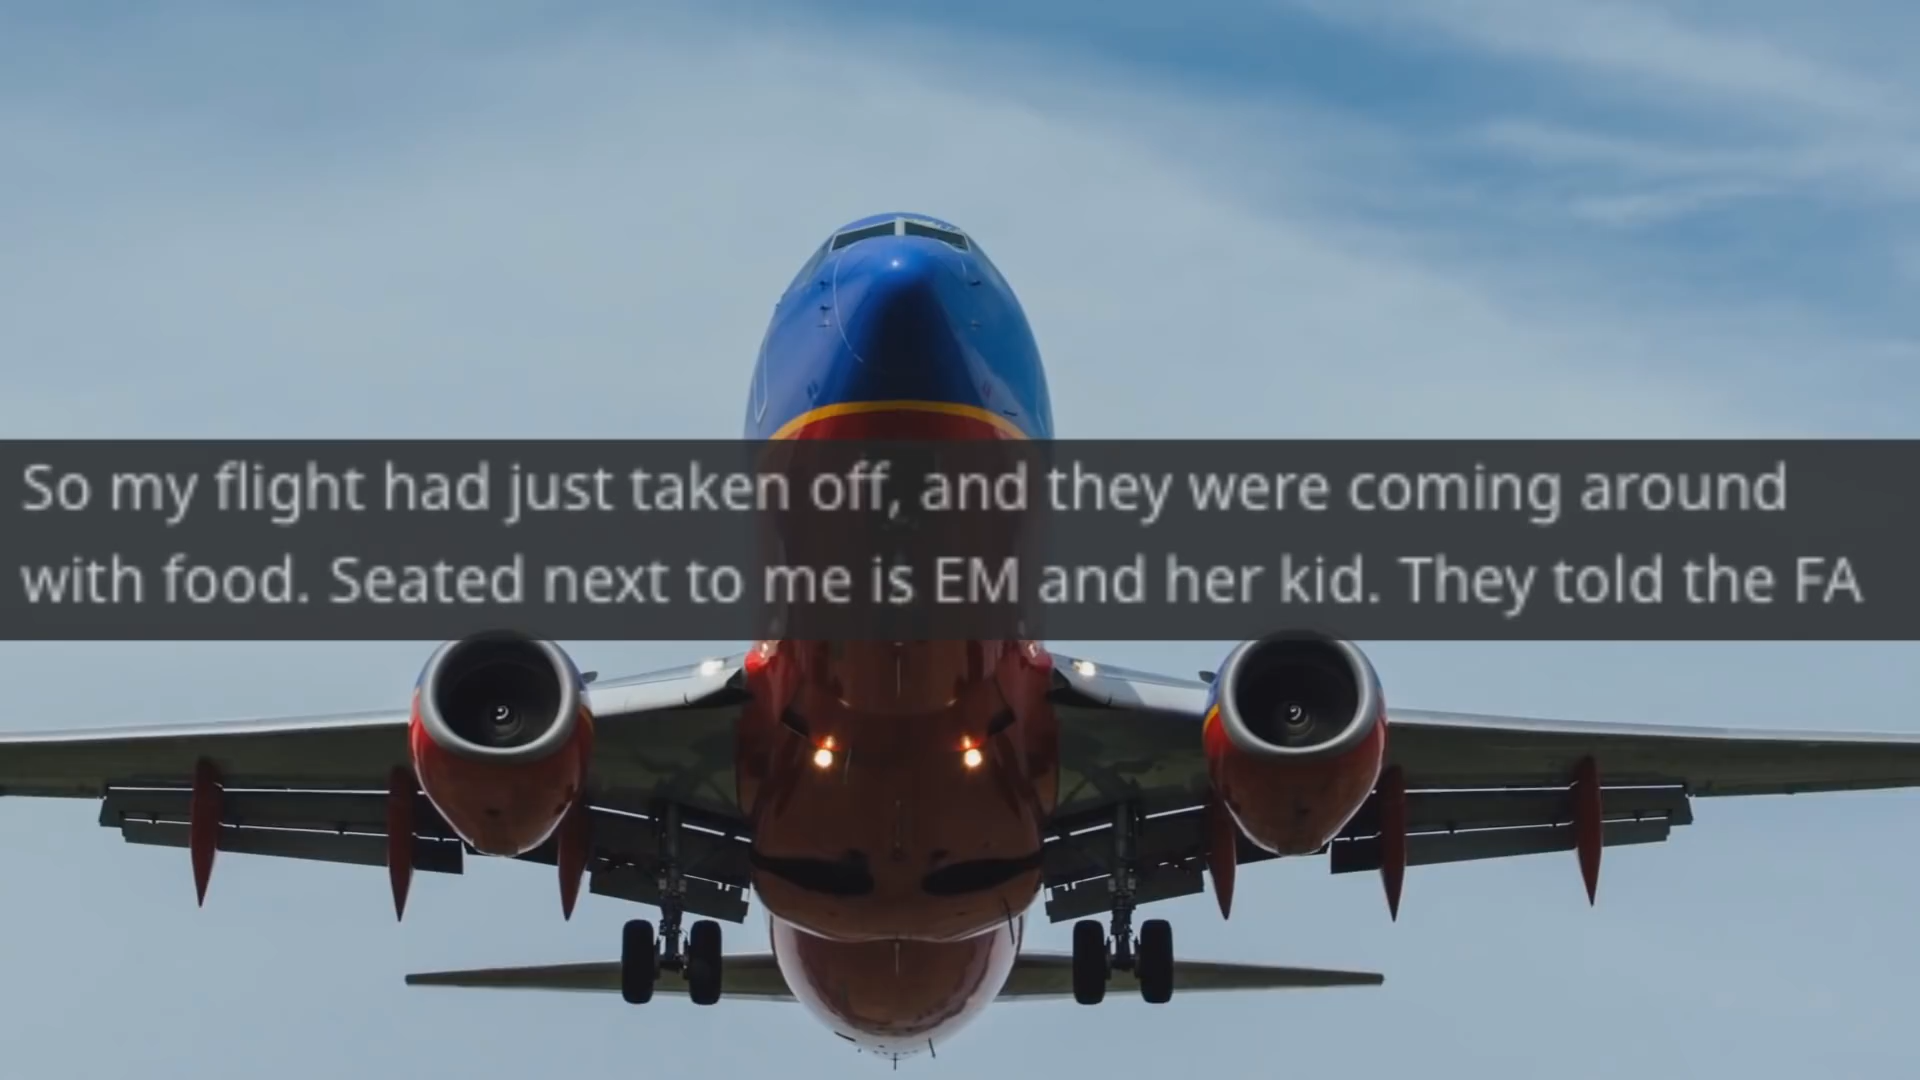 So my flight had just taken off, and they were coming around
with food. Seated next to me is EM and her kid. They told the FA